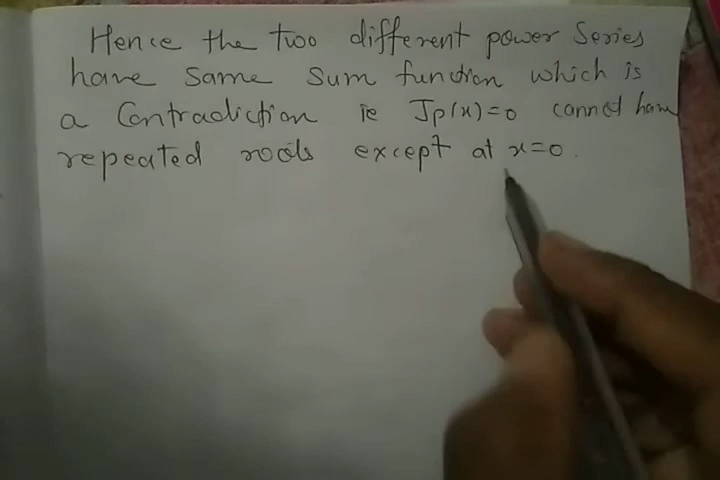 Hence the two different power series
have same sum function which is
a Contradiction ie Jp(x)=0 cannot have
repeated roots except at x=0.